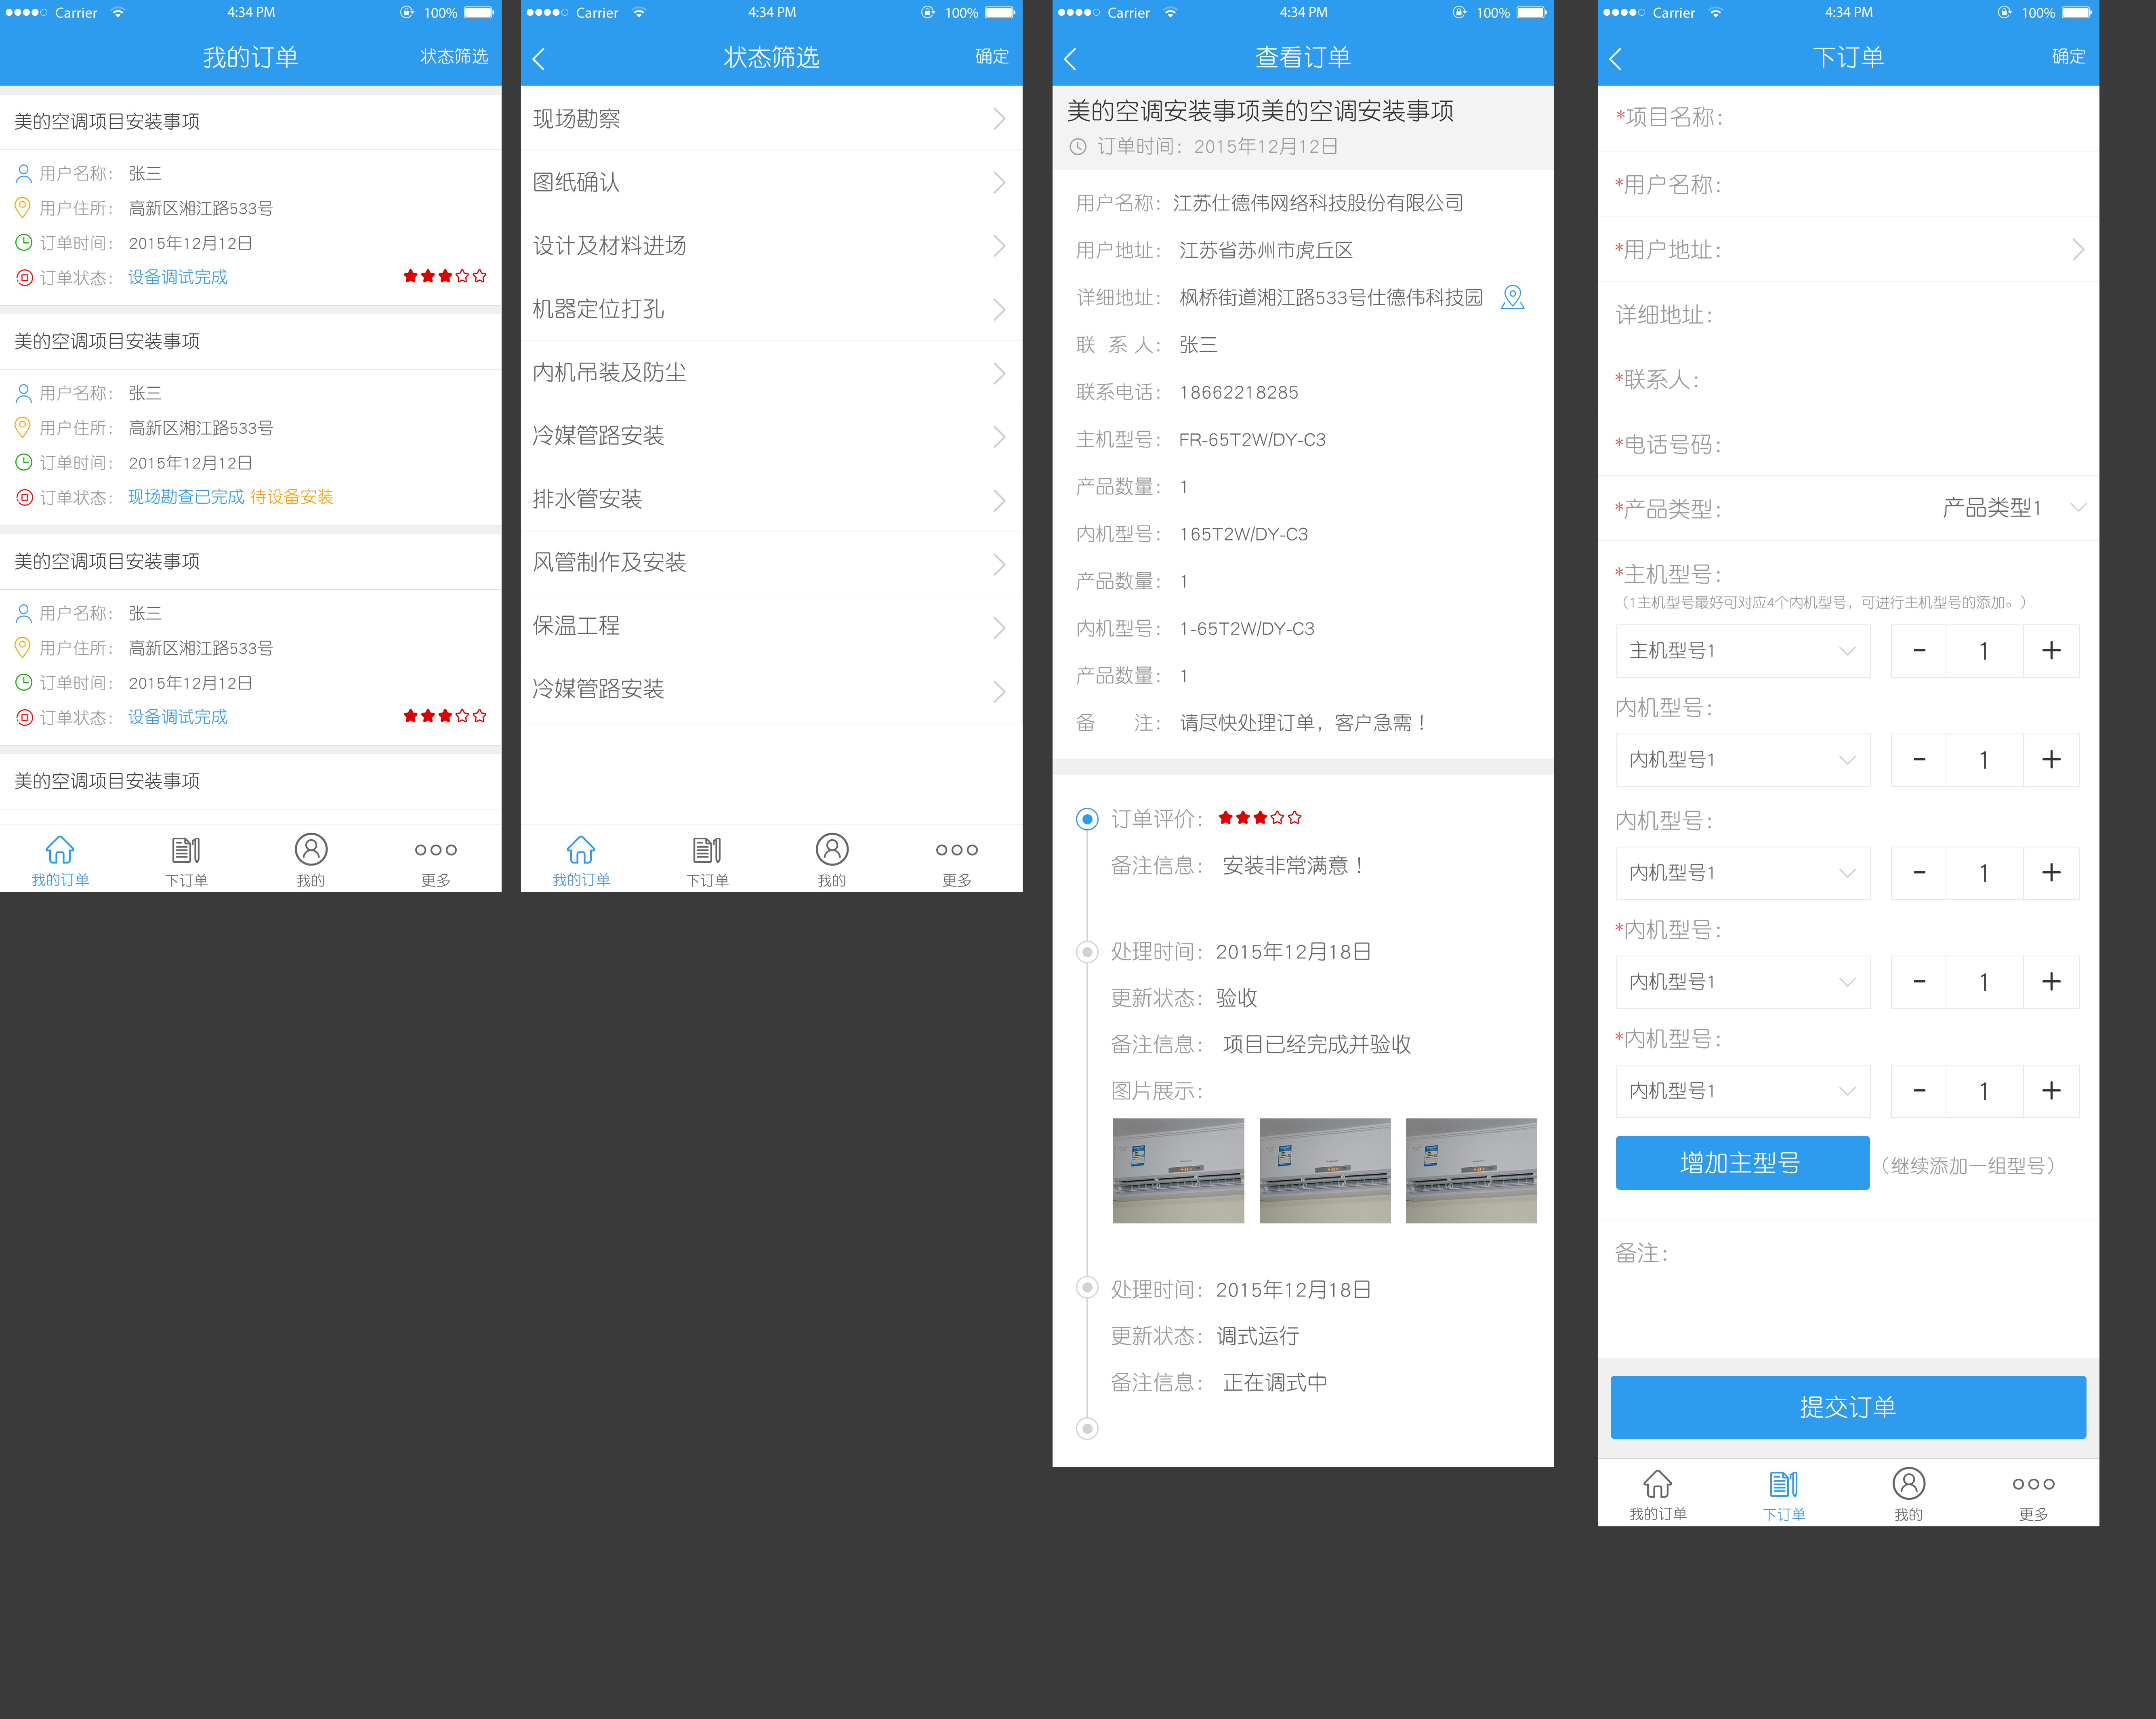 Carrier 4:34 PM 100%
我的订单 状态筛选
美的空调项目安装事项
用户名称： 张三
用户住所： 高新区湘江路533号
订单时间： 2015年12月12日
订单状态： 设备调试完成
美的空调项目安装事项
用户名称： 张三
用户住所： 高新区湘江路533号
订单时间： 2015年12月12日
订单状态： 现场勘查已完成 待设备安装
美的空调项目安装事项
用户名称： 张三
用户住所： 高新区湘江路533号
订单时间： 2015年12月12日
订单状态： 设备调试完成
美的空调项目安装事项
我的订单 下订单 我的 更多
Carrier 4:34 PM 100%
状态筛选 确定
现场勘察
图纸确认
设计及材料进场
机器定位打孔
内机吊装及防尘
冷媒管路安装
排水管安装
风管制作及安装
保温工程
冷媒管路安装
我的订单 下订单 我的 更多
Carrier 4:34 PM 100%
查看订单
美的空调安装事项美的空调安装事项
订单时间：2015年12月12日
用户名称：江苏仕德伟网络科技股份有限公司
用户地址： 江苏省苏州市虎丘区
详细地址： 枫桥街道湘江路533号仕德伟科技园
联 系 人： 张三
联系电话： 18662218285
主机型号： FR-65T2W/DY-C3
产品数量： 1
内机型号： 165T2W/DY-C3
产品数量： 1
内机型号： 1-65T2W/DY-C3
产品数量： 1
备 注： 请尽快处理订单，客户急需！
订单评价：
备注信息： 安装非常满意！
处理时间：2015年12月18日
更新状态：验收
备注信息： 项目已经完成并验收
图片展示：
处理时间：2015年12月18日
更新状态：调式运行
备注信息： 正在调式中
Carrier 4:34 PM 100%
下订单 确定
*项目名称：
*用户名称：
*用户地址：
详细地址：
*联系人：
*电话号码：
*产品类型： 产品类型1
*主机型号：
（1主机型号最好可对应4个内机型号，可进行主机型号的添加。）
主机型号1 - 1 +
内机型号：
内机型号1 - 1 +
内机型号：
内机型号1 - 1 +
*内机型号：
内机型号1 - 1 +
*内机型号：
内机型号1 - 1 +
增加主型号 （继续添加一组型号）
备注：
提交订单
我的订单 下订单 我的 更多